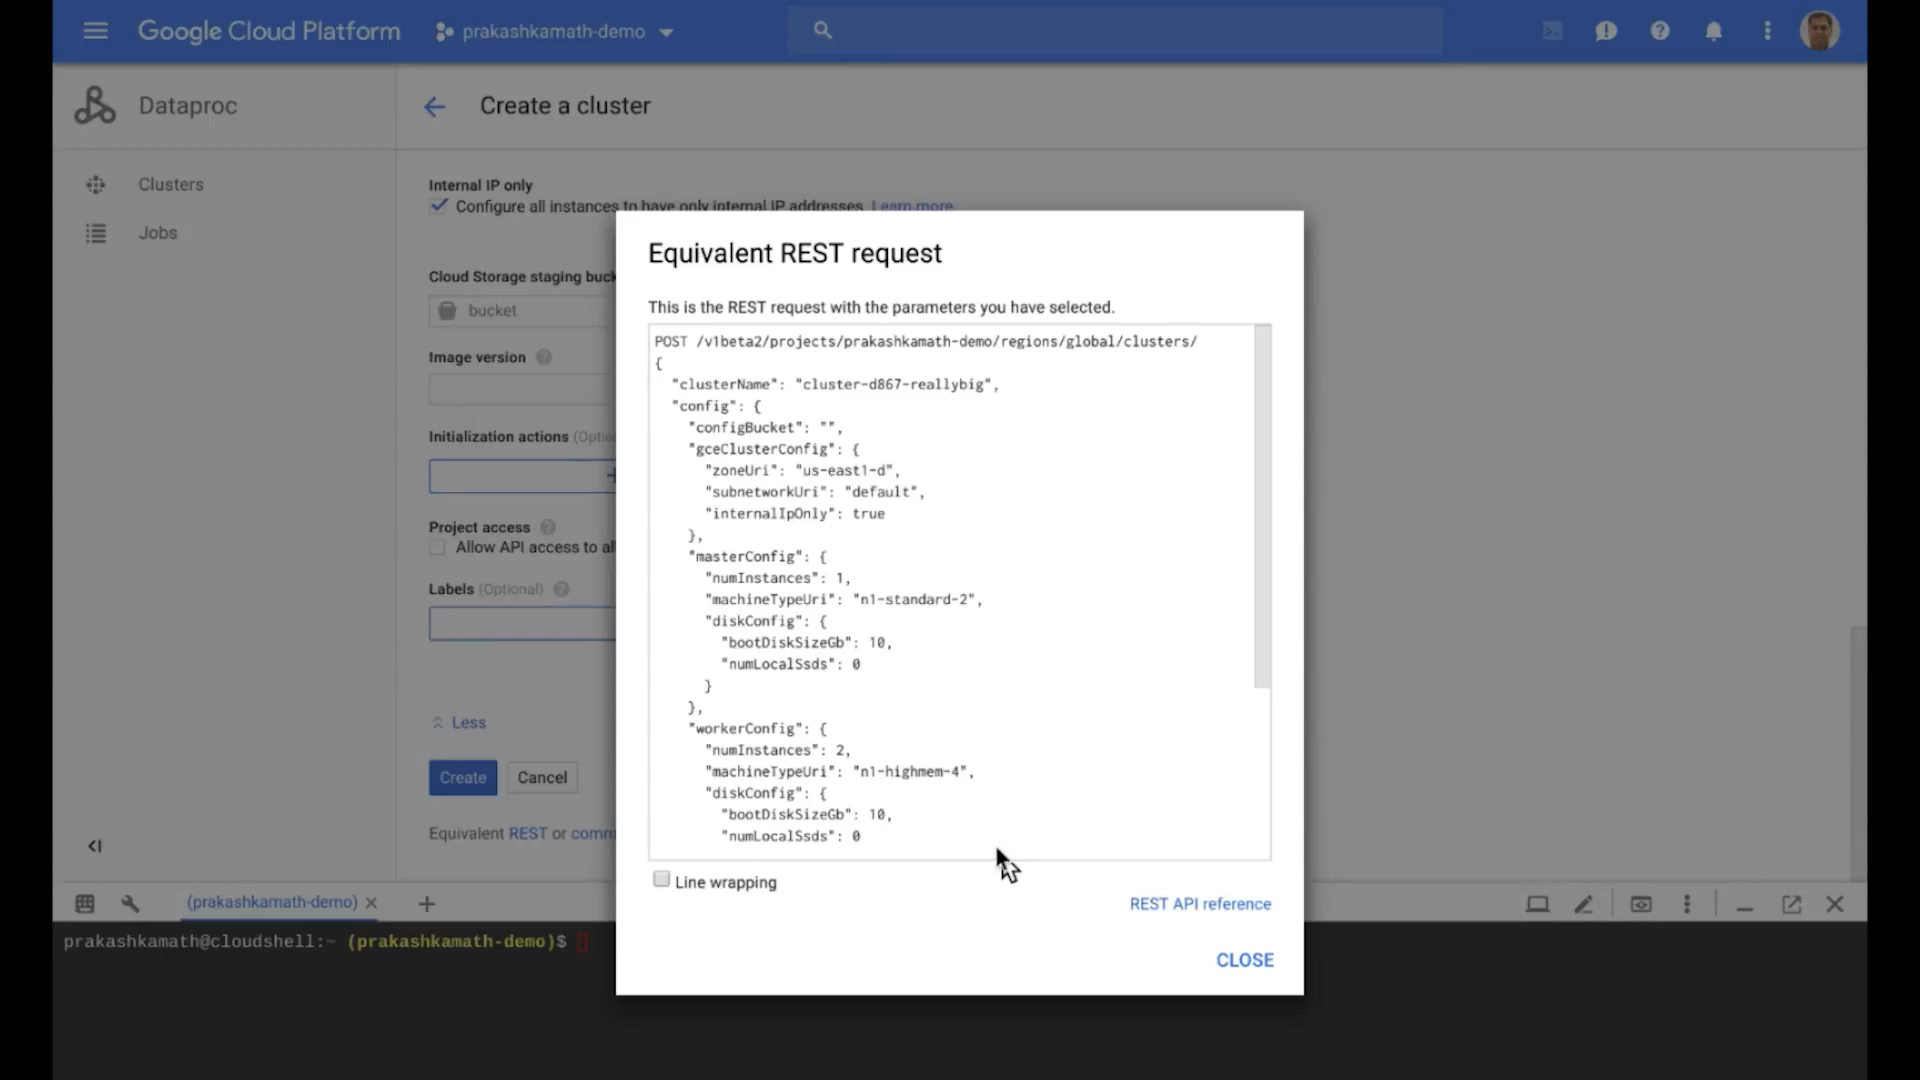 Google Cloud Platform
prakashkamath-demo
Dataproc
Create a cluster
Clusters
Jobs
Internal IP only
Configure all instances to have only internal IP addresses. Learn more
Cloud Storage staging buck
bucket
Image version
Initialization actions (Optio
Project access
Allow API access to al
Labels (Optional)
Less
Create
Cancel
Equivalent REST or comm
Equivalent REST request
This is the REST request with the parameters you have selected.
POST /v1beta2/projects/prakashkamath-demo/regions/global/clusters/
{
"clusterName": "cluster-d867-reallybig",
"config": {
"configBucket": "",
"gceClusterConfig": {
"zoneUri": "us-east1-d",
"subnetworkUri": "default",
"internalIpOnly": true
},
"masterConfig": {
"numInstances": 1,
"machineTypeUri": "n1-standard-2",
"diskConfig": {
"bootDiskSizeGb": 10,
"numLocalSsds": 0
}
},
"workerConfig": {
"numInstances": 2,
"machineTypeUri": "n1-highmem-4",
"diskConfig": {
"bootDiskSizeGb": 10,
"numLocalSsds": 0
Line wrapping
REST API reference
CLOSE
(prakashkamath-demo)
prakashkamath@cloudshell:~ (prakashkamath-demo)$